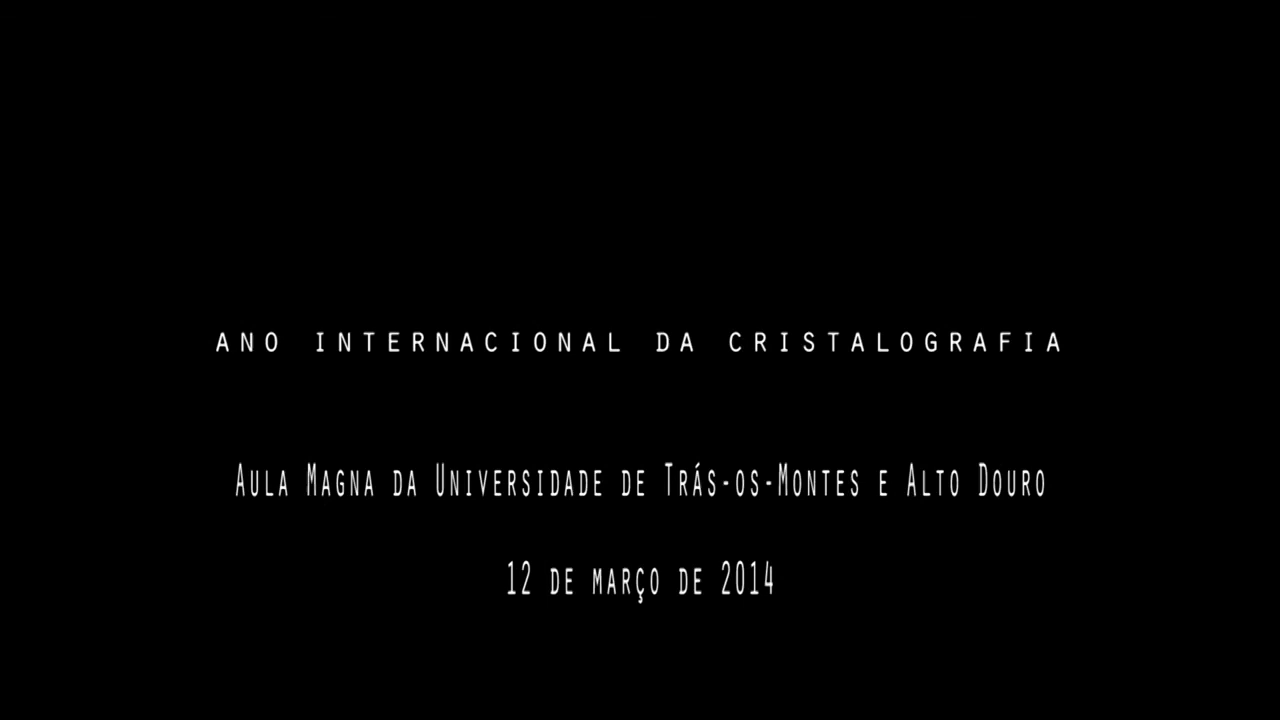 ANO INTERNACIONAL DA CRISTALOGRAFIA
AULA MAGNA DA UNIVERSIDADE DE TRÁS-OS-MONTES E ALTO DOURO
12 DE MARÇO DE 2014